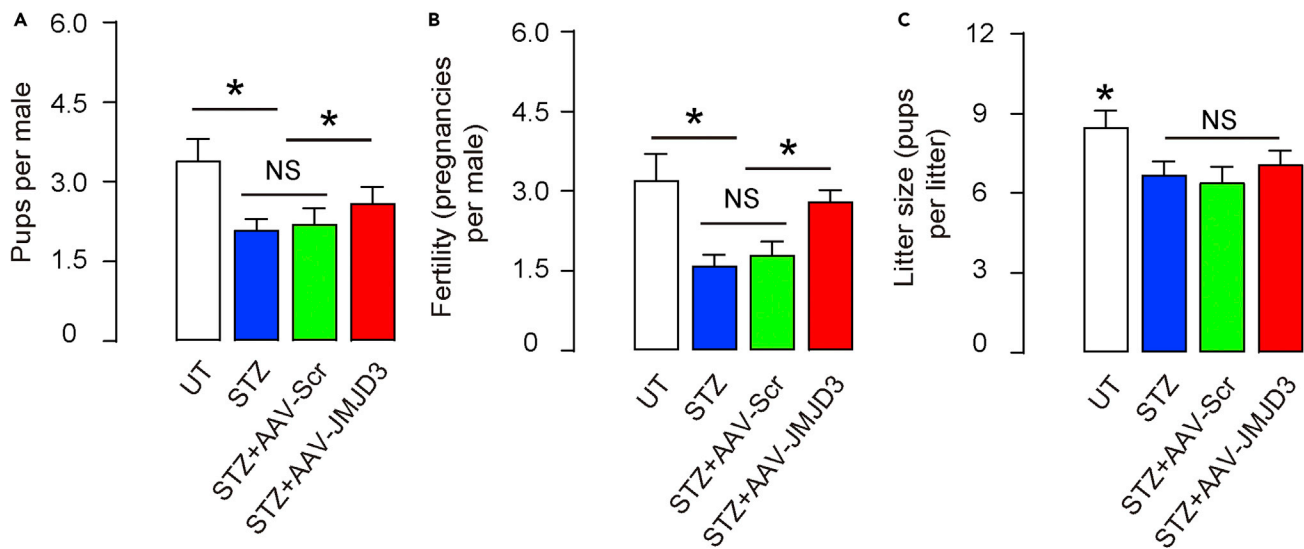 A
Pups per male
6.0
4.5
3.0
1.5
0
*
*
NS
UT
STZ
STZ+AAV-Scr
STZ+AAV-JMJD3
B
Fertility (pregnancies
per male)
6.0
4.5
3.0
1.5
0
*
*
NS
UT
STZ
STZ+AAV-Scr
STZ+AAV-JMJD3
C
Litter size (pups
per litter)
12
9
6
3
0
*
NS
UT
STZ
STZ+AAV-Scr
STZ+AAV-JMJD3